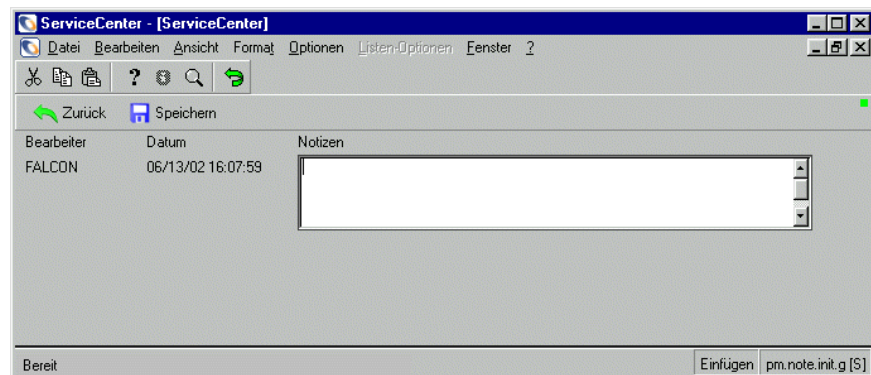 ServiceCenter - [ServiceCenter]
Datei Bearbeiten Ansicht Format Optionen Listen-Optionen Fenster ?
?
Zurück Speichern
Bearbeiter Datum Notizen
FALCON 06/13/02 16:07:59
Bereit Einfügen pm.note.init.g [S]